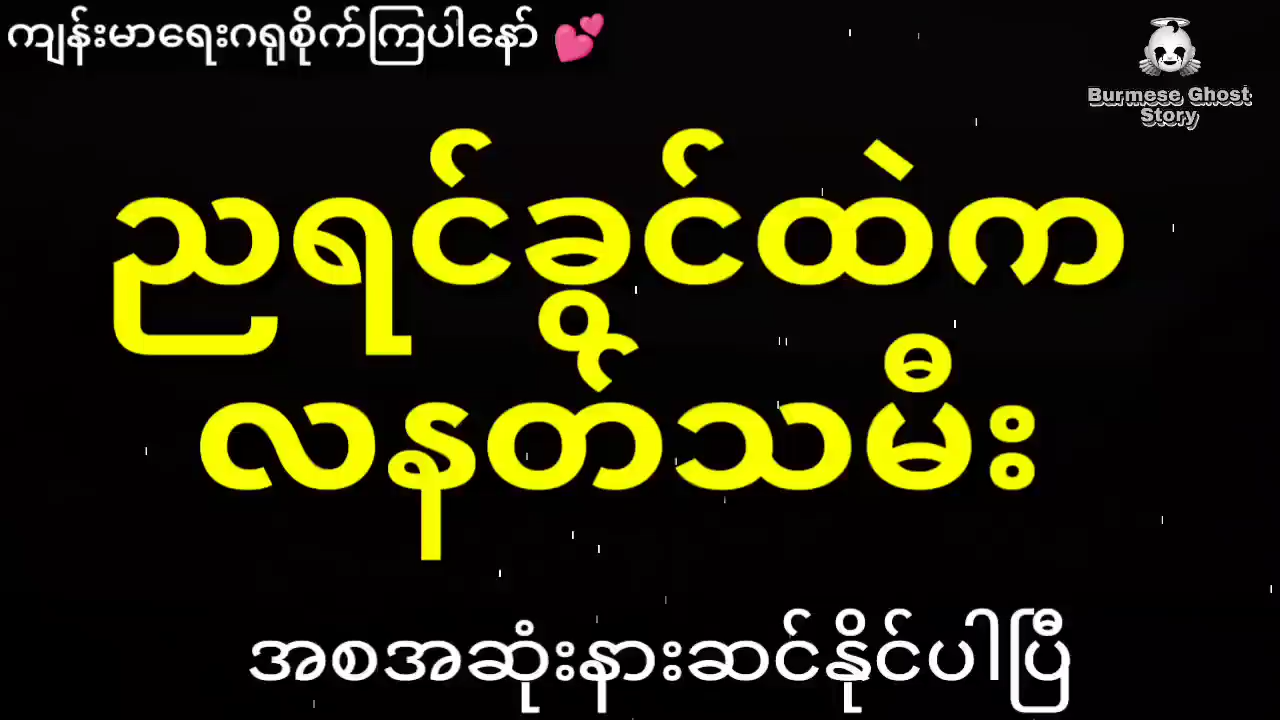 ကျန်းမာရေးဂရုစိုက်ကြပါနော် 💕
Burmese Ghost
Story
ညရင်ခွင်ထဲက
လနတ်သမီး
အစအဆုံးနားဆင်နိုင်ပါပြီ